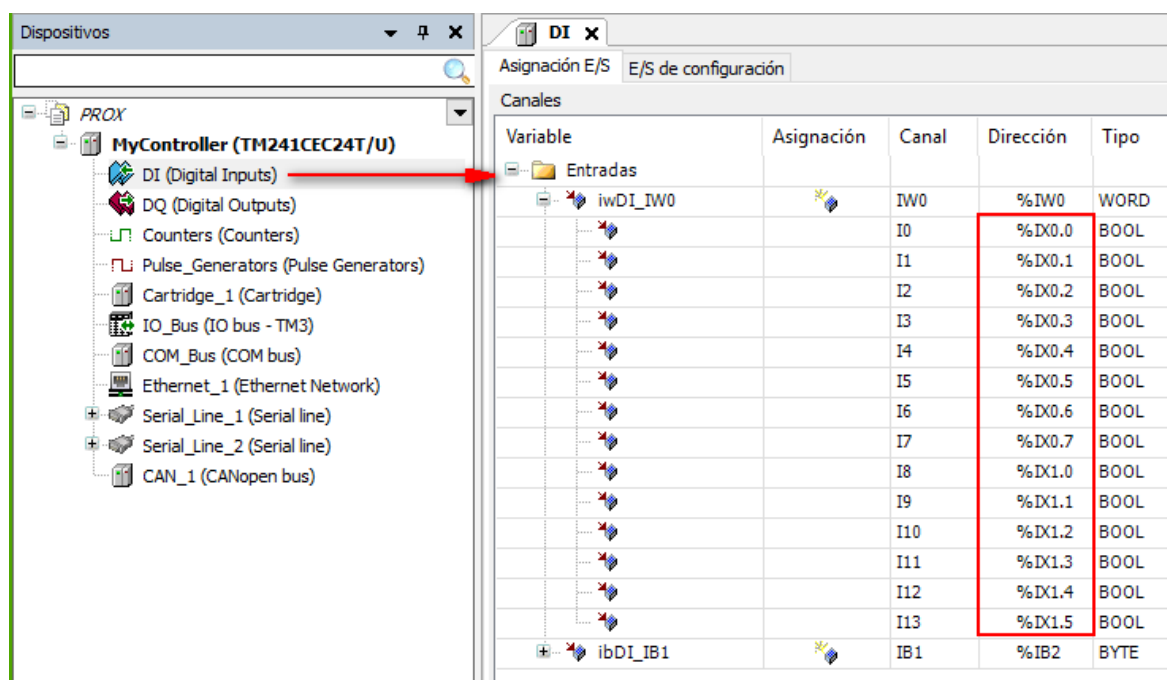 Dispositivos
PROX
MyController (TM241CEC24T/U)
DI (Digital Inputs)
DQ (Digital Outputs)
Counters (Counters)
Pulse_Generators (Pulse Generators)
Cartridge_1 (Cartridge)
IO_Bus (IO bus - TM3)
COM_Bus (COM bus)
Ethernet_1 (Ethernet Network)
Serial_Line_1 (Serial line)
Serial_Line_2 (Serial line)
CAN_1 (CANopen bus)
DI
Asignación E/S E/S de configuración
Canales
Variable Asignación Canal Dirección Tipo
Entradas
iwDI_IW0 IW0 %IW0 WORD
I0 %IX0.0 BOOL
I1 %IX0.1 BOOL
I2 %IX0.2 BOOL
I3 %IX0.3 BOOL
I4 %IX0.4 BOOL
I5 %IX0.5 BOOL
I6 %IX0.6 BOOL
I7 %IX0.7 BOOL
I8 %IX1.0 BOOL
I9 %IX1.1 BOOL
I10 %IX1.2 BOOL
I11 %IX1.3 BOOL
I12 %IX1.4 BOOL
I13 %IX1.5 BOOL
ibDI_IB1 IB1 %IB2 BYTE